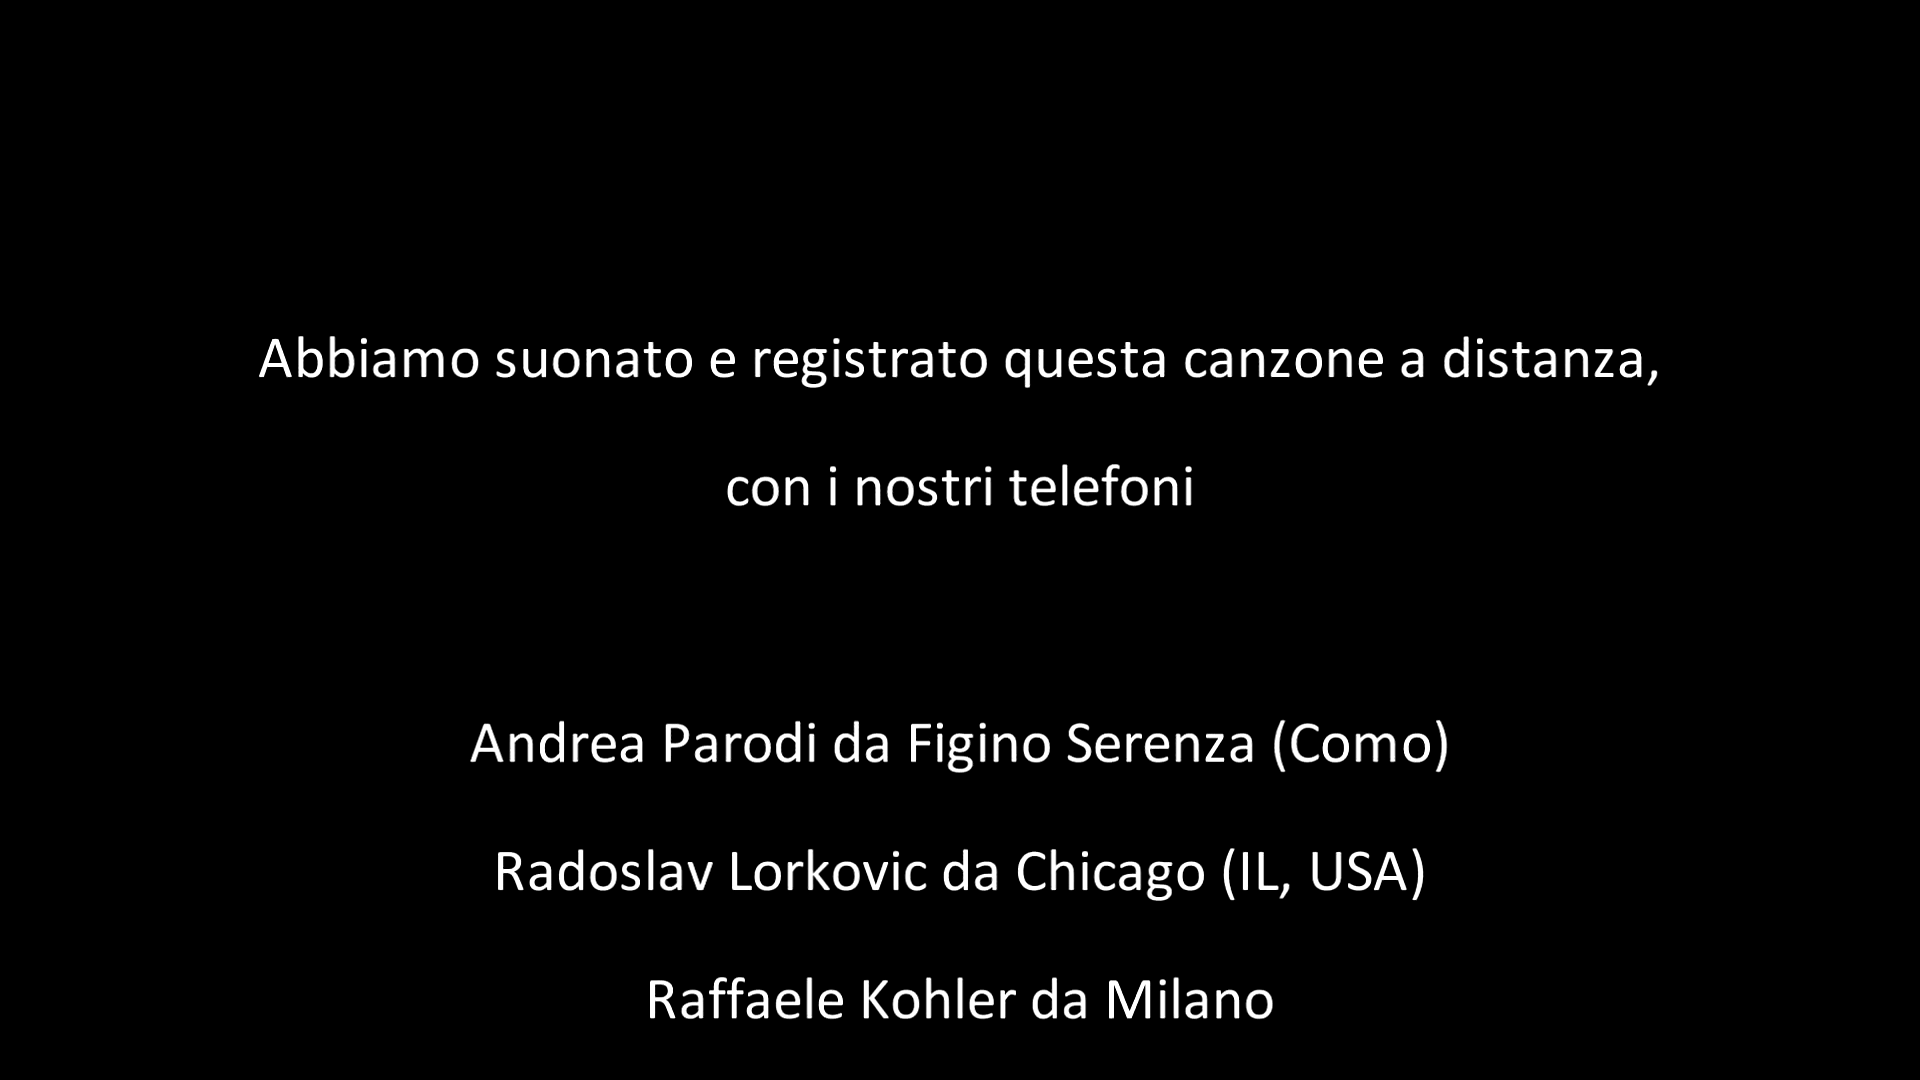 Abbiamo suonato e registrato questa canzone a distanza,
con i nostri telefoni
Andrea Parodi da Figino Serenza (Como)
Radoslav Lorkovic da Chicago (IL, USA)
Raffaele Kohler da Milano